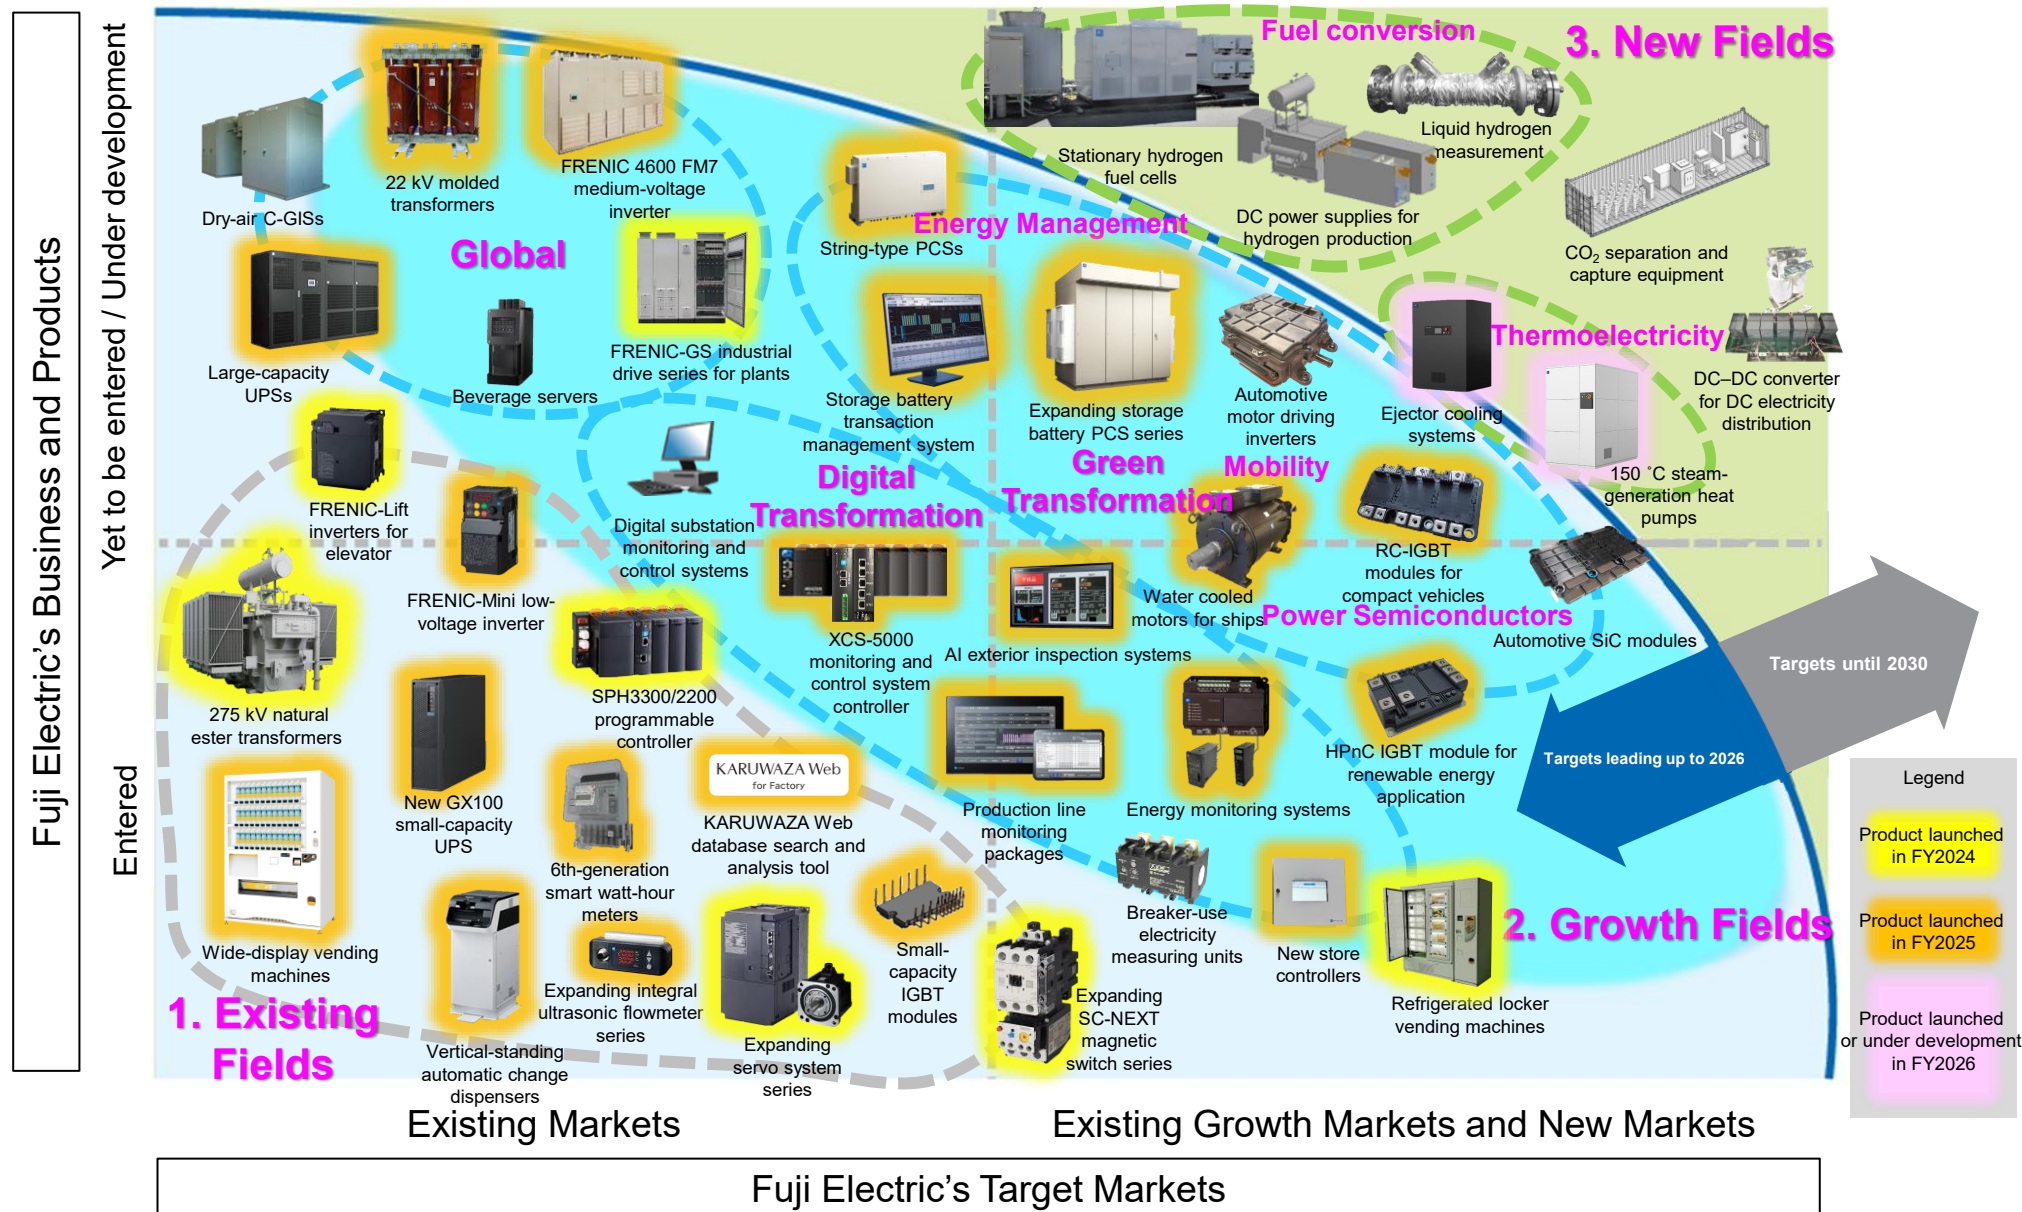 Fuji Electric's Business and Products
Yet to be entered / Under development
Entered
3. New Fields
Fuel conversion
Stationary hydrogen
fuel cells
Liquid hydrogen
measurement
DC power supplies for
hydrogen production
CO₂ separation and
capture equipment
Thermoelectricity
Ejector cooling
systems
150 ˚C steam-
generation heat
pumps
DC–DC converter
for DC electricity
distribution
Dry-air C-GISs
22 kV molded
transformers
FRENIC 4600 FM7
medium-voltage
inverter
Global
Large-capacity
UPSs
Beverage servers
FRENIC-GS industrial
drive series for plants
String-type PCSs
Energy Management
Storage battery
transaction
management system
Expanding storage
battery PCS series
Automotive
motor driving
inverters
Digital
Transformation
Green
Transformation
Mobility
FRENIC-Lift
inverters for
elevator
FRENIC-Mini low-
voltage inverter
Digital substation
monitoring and
control systems
XCS-5000
monitoring and
control system
controller
AI exterior inspection systems
Water cooled
motors for ships
RC-IGBT
modules for
compact vehicles
Power Semiconductors
Automotive SiC modules
275 kV natural
ester transformers
SPH3300/2200
programmable
controller
New GX100
small-capacity
UPS
6th-generation
smart watt-hour
meters
KARUWAZA Web
for Factory
KARUWAZA Web
database search and
analysis tool
Production line
monitoring
packages
Energy monitoring systems
HPnC IGBT module for
renewable energy
application
Wide-display vending
machines
Vertical-standing
automatic change
dispensers
Expanding integral
ultrasonic flowmeter
series
Expanding
servo system
series
Small-
capacity
IGBT
modules
Expanding
SC-NEXT
magnetic
switch series
Breaker-use
electricity
measuring units
New store
controllers
Refrigerated locker
vending machines
1. Existing
Fields
2. Growth Fields
Targets until 2030
Targets leading up to 2026
Legend
Product launched
in FY2024
Product launched
in FY2025
Product launched
or under development
in FY2026
Existing Markets
Existing Growth Markets and New Markets
Fuji Electric's Target Markets